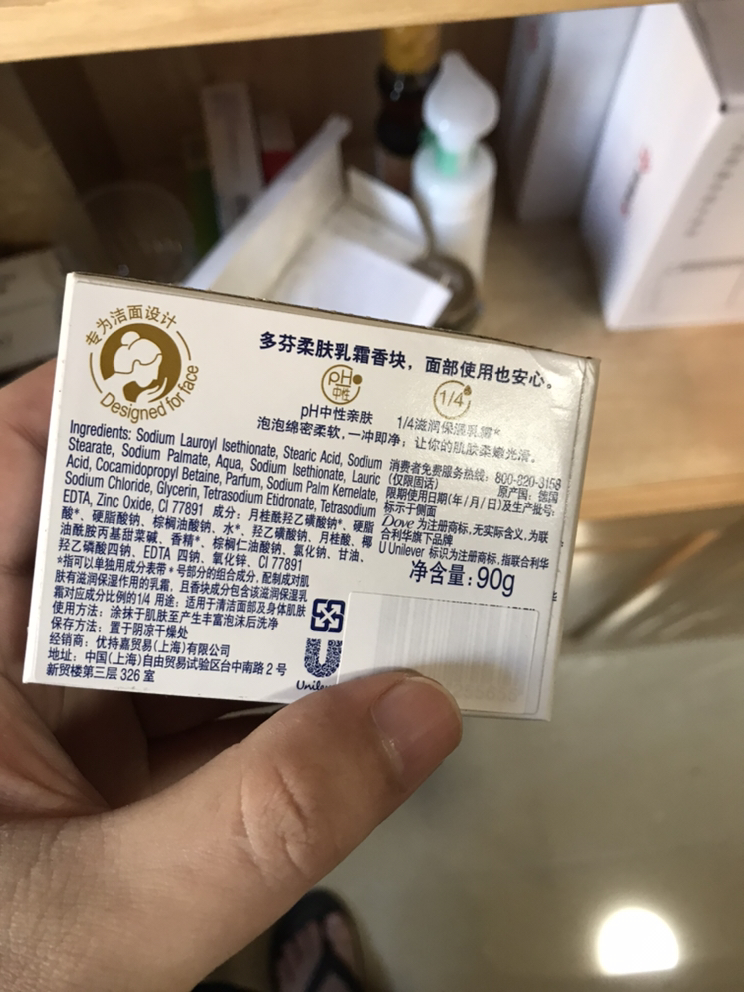 专为洁面设计
Designed for face
多芬柔肤乳霜香块，面部使用也安心。
pH
中性
1/4
pH中性亲肤
1/4滋润保湿乳霜*
泡泡绵密柔软，一冲即净；让你的肌肤柔嫩光滑。
Ingredients: Sodium Lauroyl Isethionate, Stearic Acid, Sodium
Stearate, Sodium Palmate, Aqua, Sodium Isethionate, Lauric
Acid, Cocamidopropyl Betaine, Parfum, Sodium Palm Kernelate,
Sodium Chloride, Glycerin, Tetrasodium Etidronate, Tetrasodium
EDTA, Zinc Oxide, CI 77891 成分：月桂酰羟乙磺酸钠*、硬脂
酸*、硬脂酸钠、棕榈油酸钠、水*、羟乙磺酸钠、月桂酸、椰
油酰胺丙基甜菜碱、香精*、棕榈仁油酸钠、氯化钠、甘油、
羟乙磷酸四钠、EDTA 四钠、氧化锌、CI 77891
*指可以单独用成分表带*号部分的组合成分，配制成对肌
肤有滋润保湿作用的乳霜，且香块成分包含该滋润保湿乳
霜对应成分比例的1/4 用途：适用于清洁面部及身体肌肤
使用方法：涂抹于肌肤至产生丰富泡沫后洗净
保存方法：置于阴凉干燥处
经销商：优持嘉贸易(上海)有限公司
地址：中国(上海)自由贸易试验区台中南路 2 号
新贸楼第三层 326 室
消费者免费服务热线：800-820-3158
(仅限固话) 原产国：德国
限期使用日期(年/月/日)及生产批号:
标示于侧面
Dove 为注册商标,无实际含义,为联
合利华旗下品牌
U Unilever 标识为注册商标,指联合利华
净含量：90g
Unilev